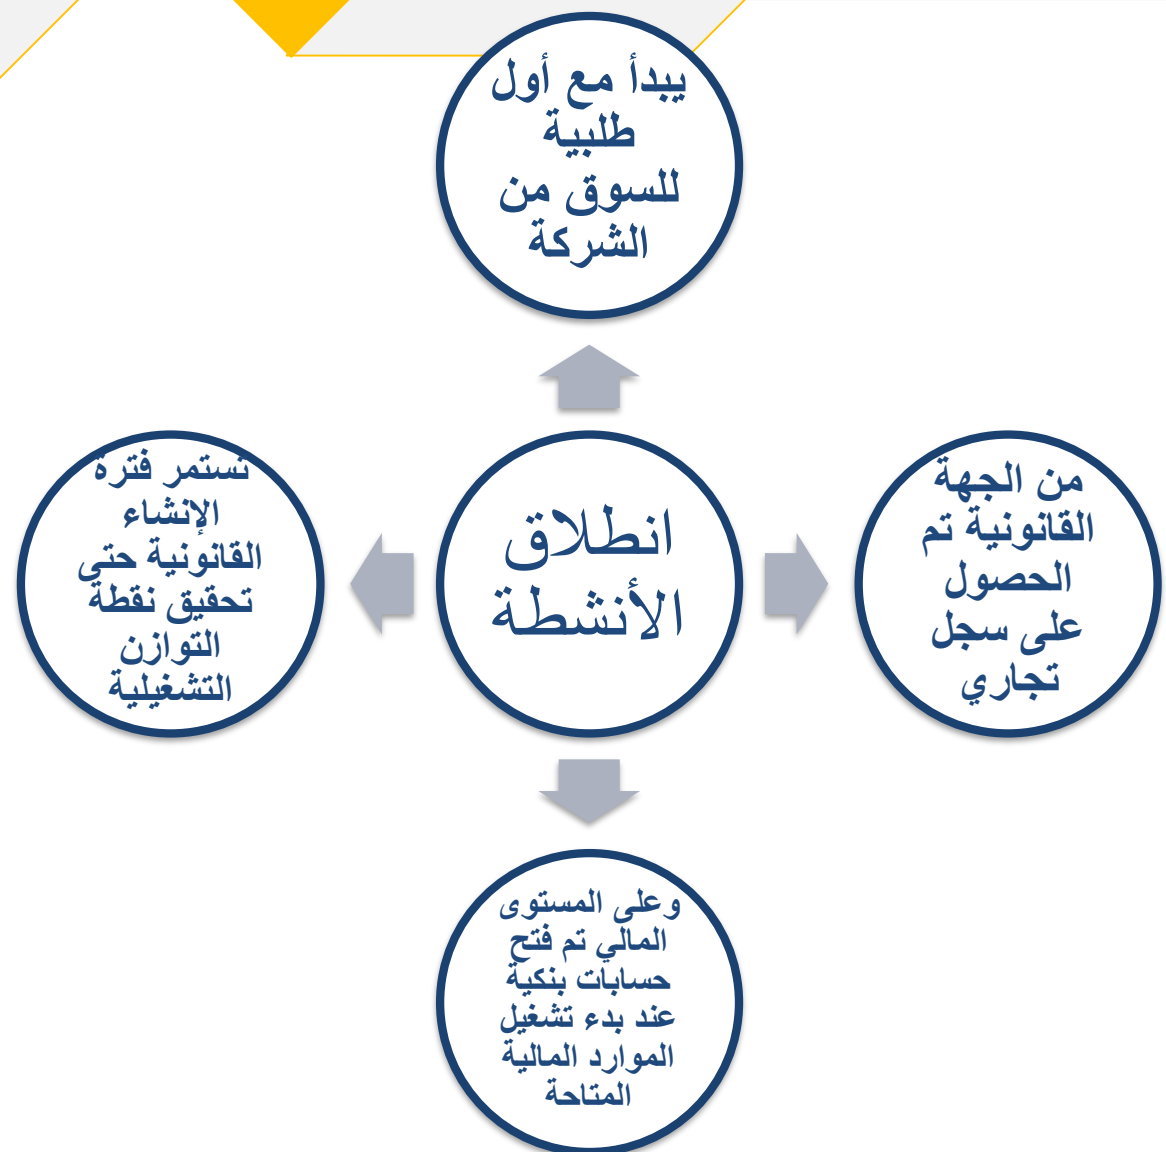 يبدأ مع أول
طلبية
للسوق من
الشركة
انطلاق
الأنشطة
من الجهة
القانونية تم
الحصول
على سجل
تجاري
وعلى المستوى
المالي تم فتح
حسابات بنكية
عند بدء تشغيل
الموارد المالية
المتاحة
تستمر فترة
الإنشاء
القانونية حتى
تحقيق نقطة
التوازن
التشغيلية